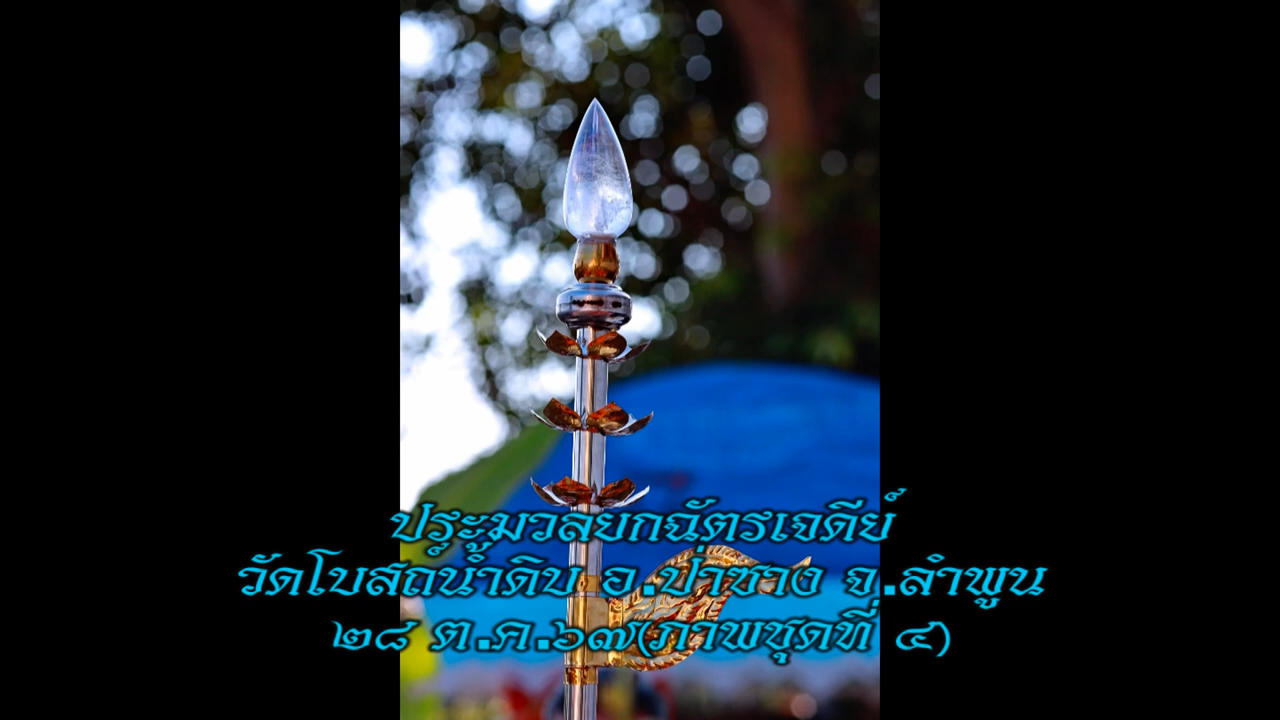 ประมูวลยกฉัตรเจดีย์
วัดโบสถ์น้ำดิบ อ.ป่าซาง จ.ลำพูน
๒๘ ต.ค.๖๗(ภาพชุดที่ ๔)